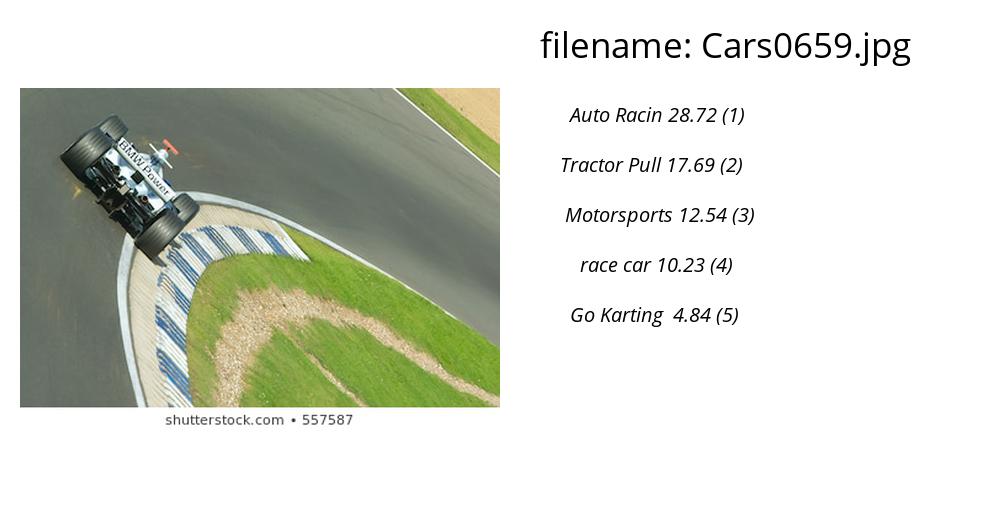 filename: Cars0659.jpg
BMW Power
Auto Racin 28.72 (1)
Tractor Pull 17.69 (2)
Motorsports 12.54 (3)
race car 10.23 (4)
Go Karting 4.84 (5)
shutterstock.com • 557587